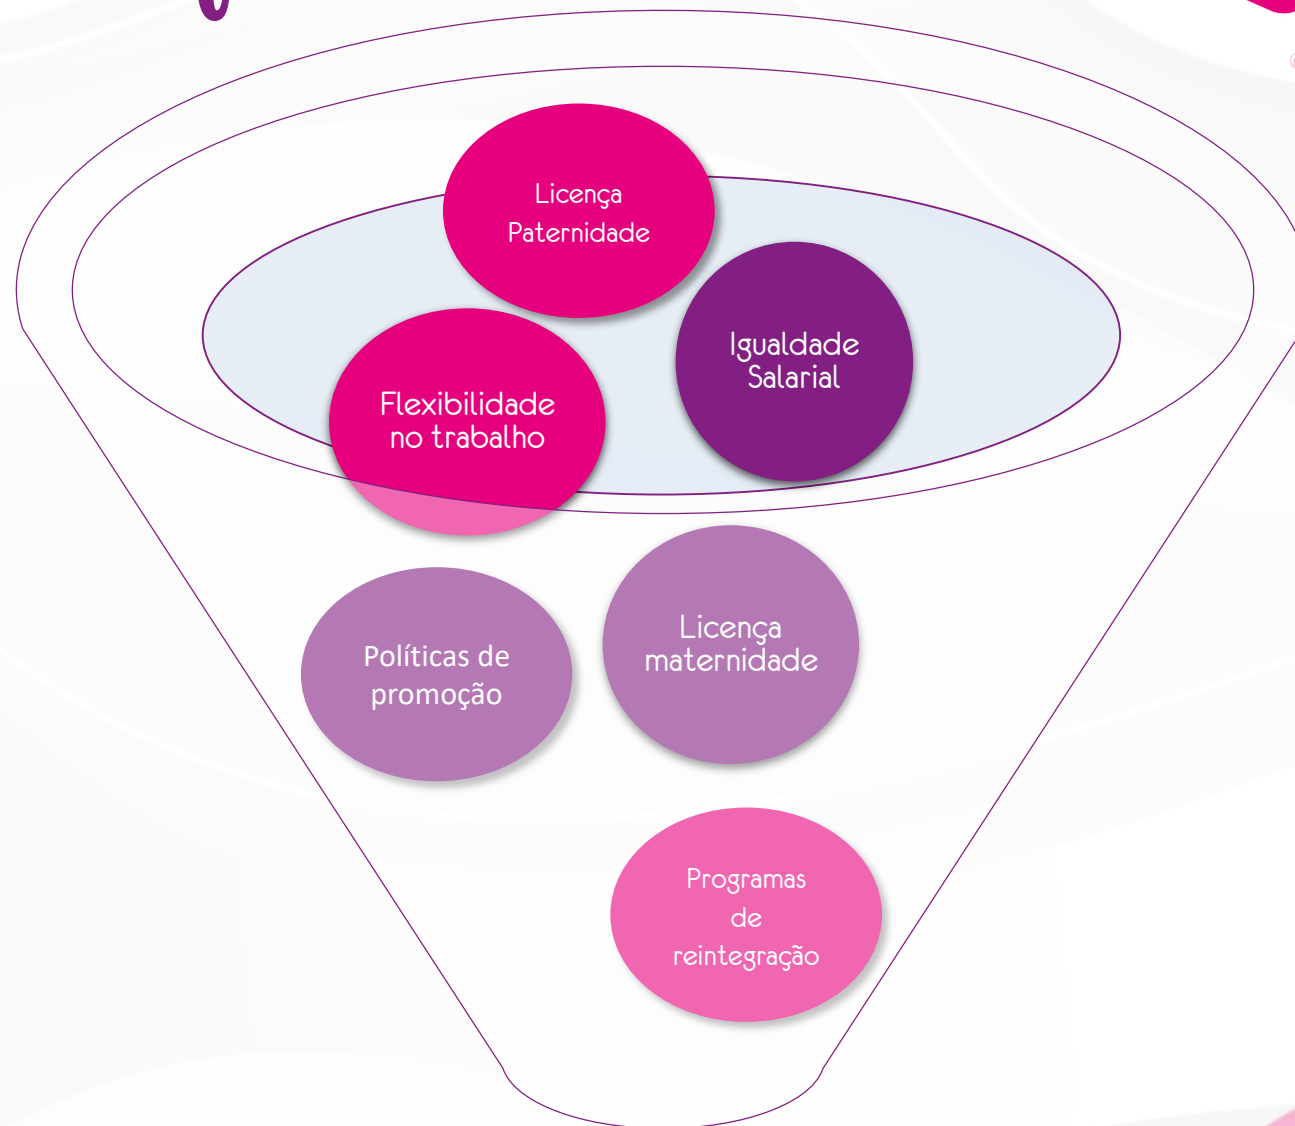 Licença
Paternidade
Igualdade
Salarial
Flexibilidade
no trabalho
Licença
maternidade
Políticas de
promoção
Programas
de
reintegração